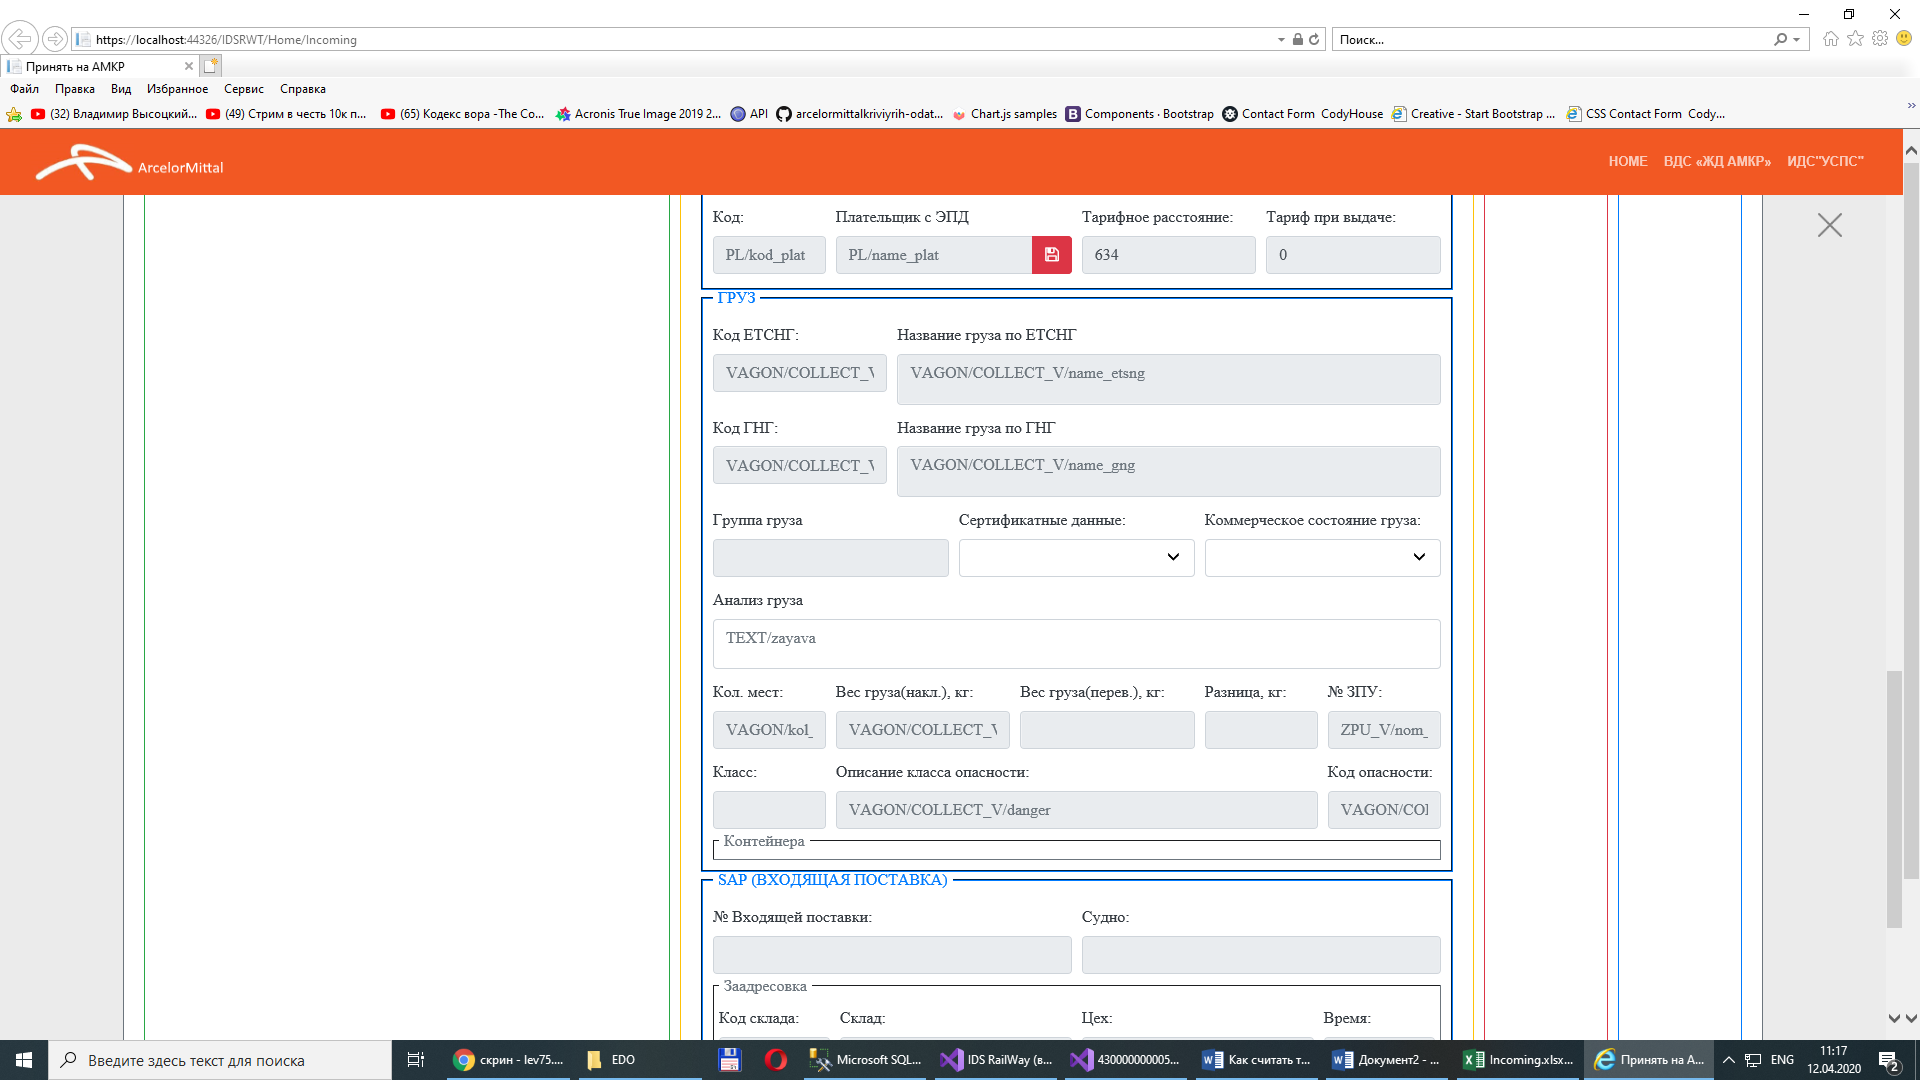 https://localhost:44326/IDSRWT/Home/Incoming
Поиск...
Принять на АМКР
Файл Правка Вид Избранное Сервис Справка
(32) Владимир Высоцкий... (49) Стрим в честь 10к п... (65) Кодекс вора -The Co... Acronis True Image 2019 2... API arcelormittalkriviyrih-odat... Chart.js samples Components · Bootstrap Contact Form CodyHouse Creative - Start Bootstrap ... CSS Contact Form Cody...
ArcelorMittal
HOME ВДС «ЖД АМКР» ИДС"УСПС"
Код: Плательщик с ЭПД Тарифное расстояние: Тариф при выдаче:
PL/kod_plat PL/name_plat 634 0
ГРУЗ
Код ЕТСНГ: Название груза по ЕТСНГ
VAGON/COLLECT_V VAGON/COLLECT_V/name_etsng
Код ГНГ: Название груза по ГНГ
VAGON/COLLECT_V VAGON/COLLECT_V/name_gng
Группа груза Сертификатные данные: Коммерческое состояние груза:
Анализ груза
TEXT/zayava
Кол. мест: Вес груза(накл.), кг: Вес груза(перев.), кг: Разница, кг: № ЗПУ:
VAGON/kol_ VAGON/COLLECT_V ZPU_V/nom_
Класс: Описание класса опасности: Код опасности:
VAGON/COLLECT_V/danger VAGON/COL
Контейнера
SAP (ВХОДЯЩАЯ ПОСТАВКА)
№ Входящей поставки: Судно:
Заадресовка
Код склада: Склад: Цех: Время:
Введите здесь текст для поиска
скрин - lev75.... EDO Microsoft SQL... IDS RailWay (в... 430000000005... Как считать т... Документ2 - ... Incoming.xlsx... Принять на А... ENG
11:17
12.04.2020
2